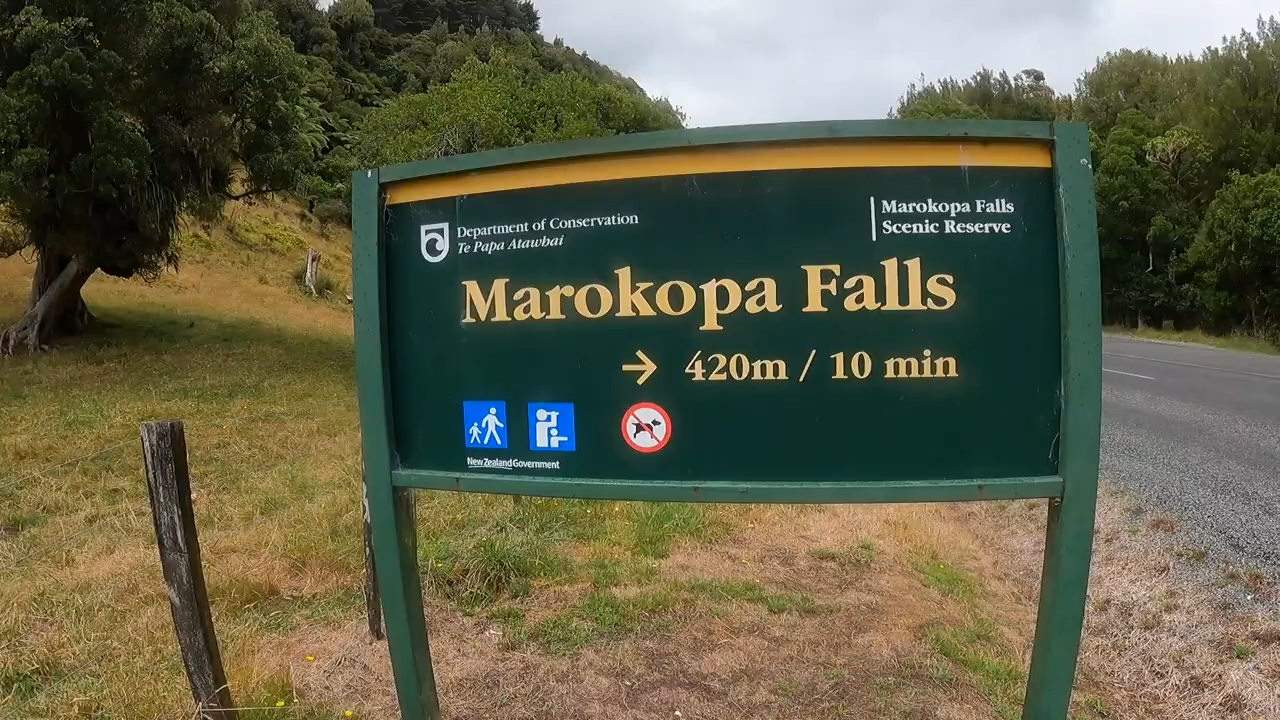 Department of Conservation
Te Papa Atawhai
Marokopa Falls
Scenic Reserve
Marokopa Falls
→ 420m / 10 min
New Zealand Government